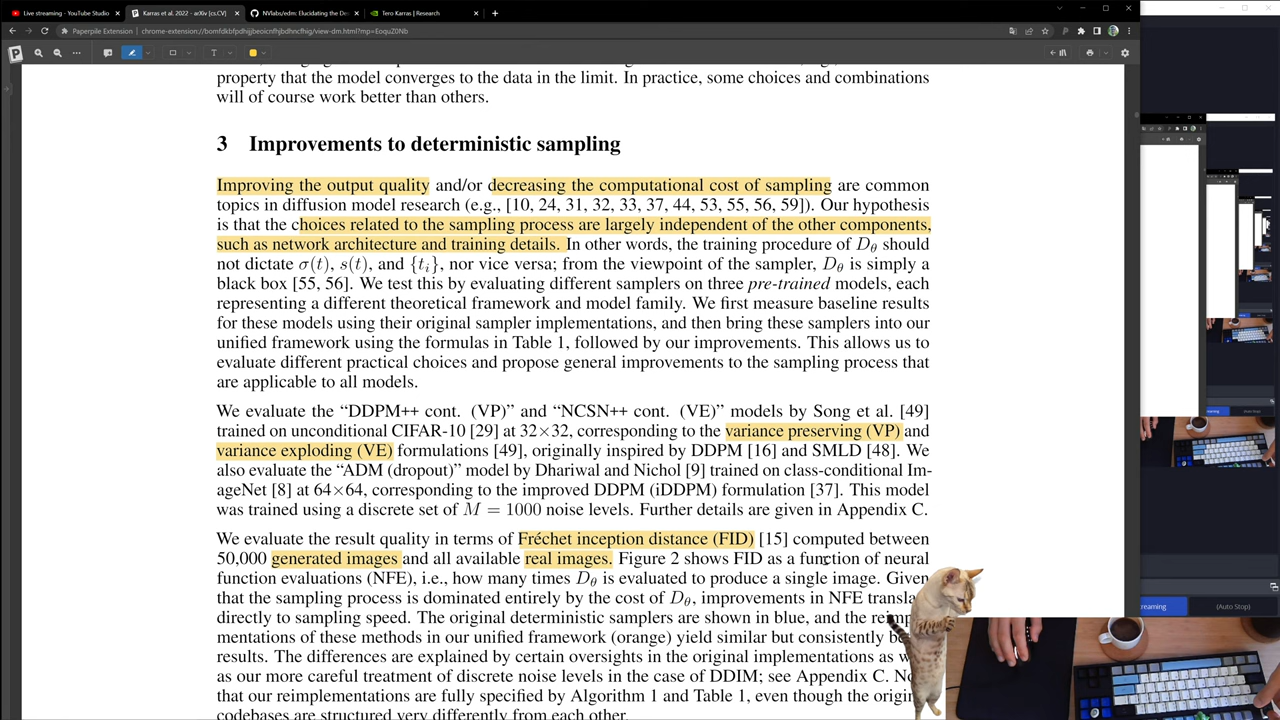 Live streaming - YouTube Studio
Karras et al. 2022 - arXiv [cs.CV]
NVlabs/edm: Elucidating the De
Tero Karras | Research
Paperpile Extension
property that the model converges to the data in the limit. In practice, some choices and combinations
will of course work better than others.
3 Improvements to deterministic sampling
Improving the output quality and/or decreasing the computational cost of sampling are common
topics in diffusion model research (e.g., [10, 24, 31, 32, 33, 37, 44, 53, 55, 56, 59]). Our hypothesis
is that the choices related to the sampling process are largely independent of the other components,
such as network architecture and training details. In other words, the training procedure of Dθ should
not dictate σ(t), s(t), and {ti}, nor vice versa; from the viewpoint of the sampler, Dθ is simply a
black box [55, 56]. We test this by evaluating different samplers on three pre-trained models, each
representing a different theoretical framework and model family. We first measure baseline results
for these models using their original sampler implementations, and then bring these samplers into our
unified framework using the formulas in Table 1, followed by our improvements. This allows us to
evaluate different practical choices and propose general improvements to the sampling process that
are applicable to all models.
We evaluate the “DDPM++ cont. (VP)” and “NCSN++ cont. (VE)” models by Song et al. [49]
trained on unconditional CIFAR-10 [29] at 32×32, corresponding to the variance preserving (VP) and
variance exploding (VE) formulations [49], originally inspired by DDPM [16] and SMLD [48]. We
also evaluate the “ADM (dropout)” model by Dhariwal and Nichol [9] trained on class-conditional Im-
ageNet [8] at 64×64, corresponding to the improved DDPM (iDDPM) formulation [37]. This model
was trained using a discrete set of M = 1000 noise levels. Further details are given in Appendix C.
We evaluate the result quality in terms of Fréchet inception distance (FID) [15] computed between
50,000 generated images and all available real images. Figure 2 shows FID as a function of neural
function evaluations (NFE), i.e., how many times Dθ is evaluated to produce a single image. Given
that the sampling process is dominated entirely by the cost of Dθ, improvements in NFE transla
directly to sampling speed. The original deterministic samplers are shown in blue, and the reimp
mentations of these methods in our unified framework (orange) yield similar but consistently be
results. The differences are explained by certain oversights in the original implementations as w
as our more careful treatment of discrete noise levels in the case of DDIM; see Appendix C. No
that our reimplementations are fully specified by Algorithm 1 and Table 1, even though the origin
codebases are structured very differently from each other.
reaming
(Auto Stop)